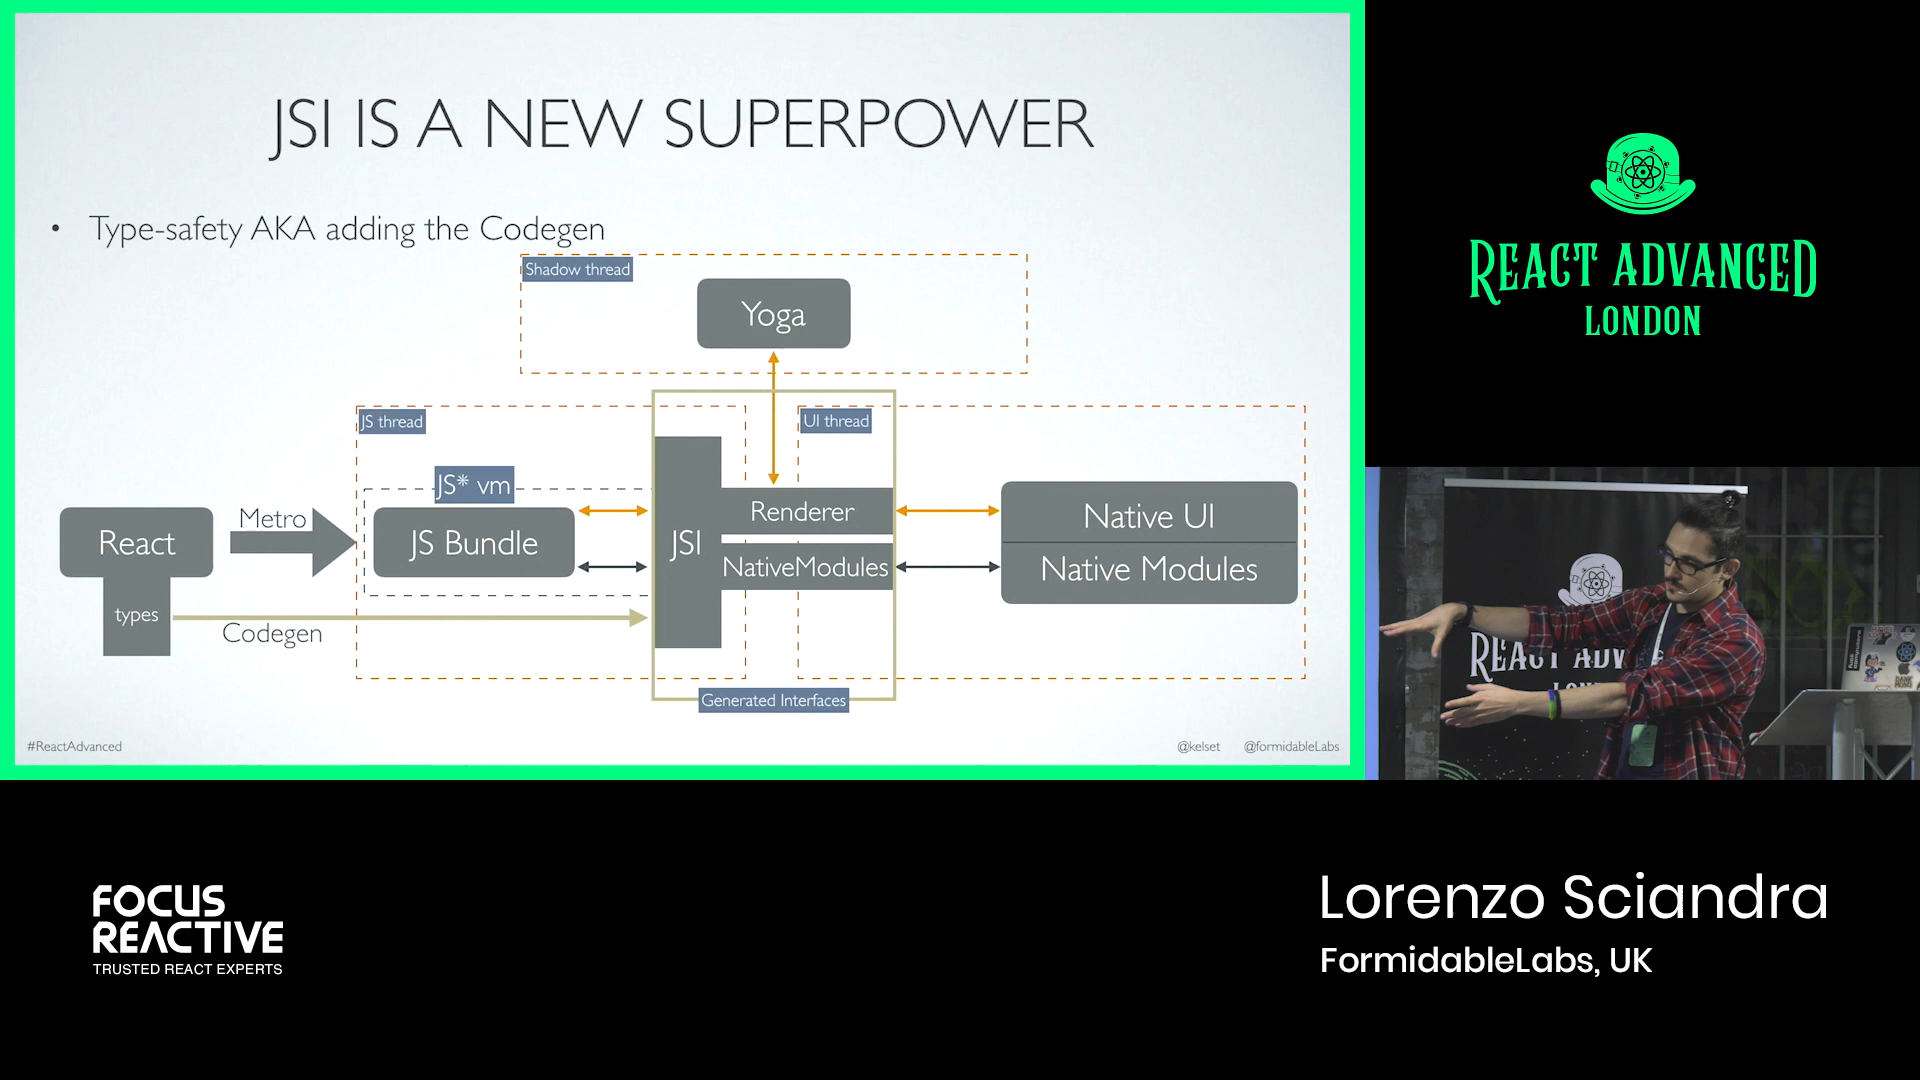 JSI IS A NEW SUPERPOWER
• Type-safety AKA adding the Codegen
Shadow thread
Yoga
JS thread
UI thread
JS* vm
React
Metro
JS Bundle
JSI
Renderer
NativeModules
Native UI
Native Modules
types
Codegen
Generated Interfaces
#ReactAdvanced
@kelset
@formidableLabs
REACT ADVANCED
LONDON
FOCUS
REACTIVE
TRUSTED REACT EXPERTS
Lorenzo Sciandra
FormidableLabs, UK